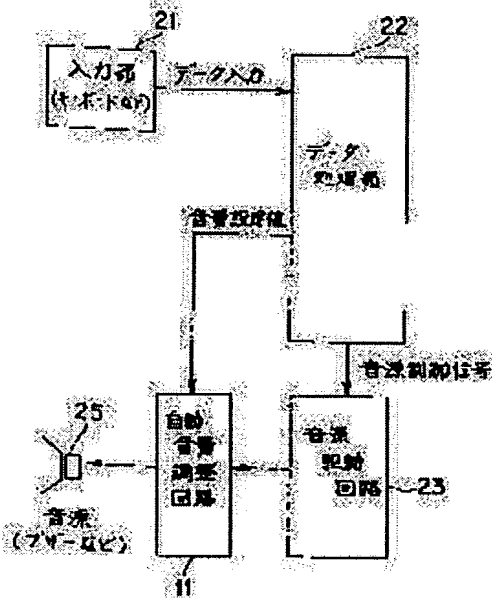 21
入力部
(キーボードなど)
データ入力
22
データ
処理部
音量設定値
音源制御信号
自動
音量
調整
回路
11
音源
駆動
回路
23
25
音源
(ブザーなど)